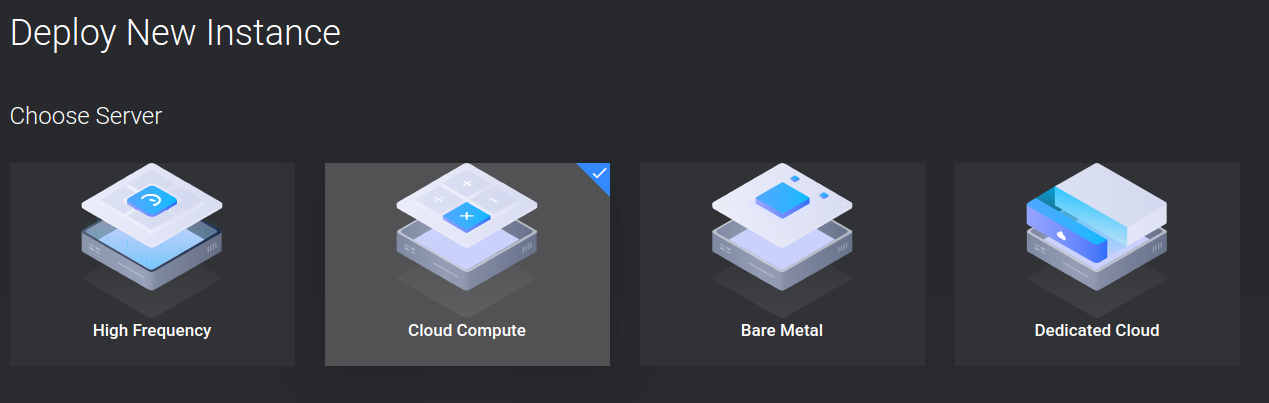 Deploy New Instance
Choose Server
High Frequency
Cloud Compute
Bare Metal
Dedicated Cloud